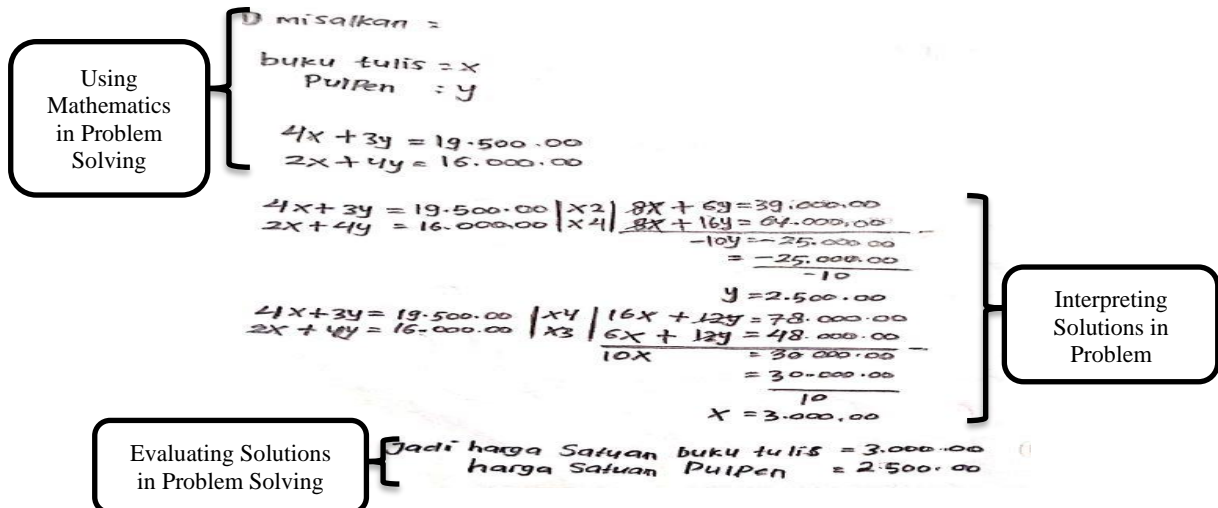 1) misalkan =
Using
Mathematics
in Problem
Solving
buku tulis = x
Pulpen : y
4x + 3y = 19.500.00
2x + 4y = 16.000.00
4x + 3y = 19.500.00 | x2 | 8x + 6y = 39.000,00
2x + 4y = 16.000,00 | x4 | 8x + 16y = 64.000,00 -
-10y = -25.000.00
= -25.000.00
-10
y = 2.500.00
4x + 3y = 19.500.00 | x4 | 16x + 12y = 78.000.00
2x + 4y = 16.000.00 | x3 | 6x + 12y = 48.000.00 -
10x = 30 000.00
= 30.000.00
10
x = 3.000,00
Interpreting
Solutions in
Problem
Evaluating Solutions
in Problem Solving
Jadi harga Satuan buku tulis = 3.000.00
harga Satuan Pulpen = 2.500.00